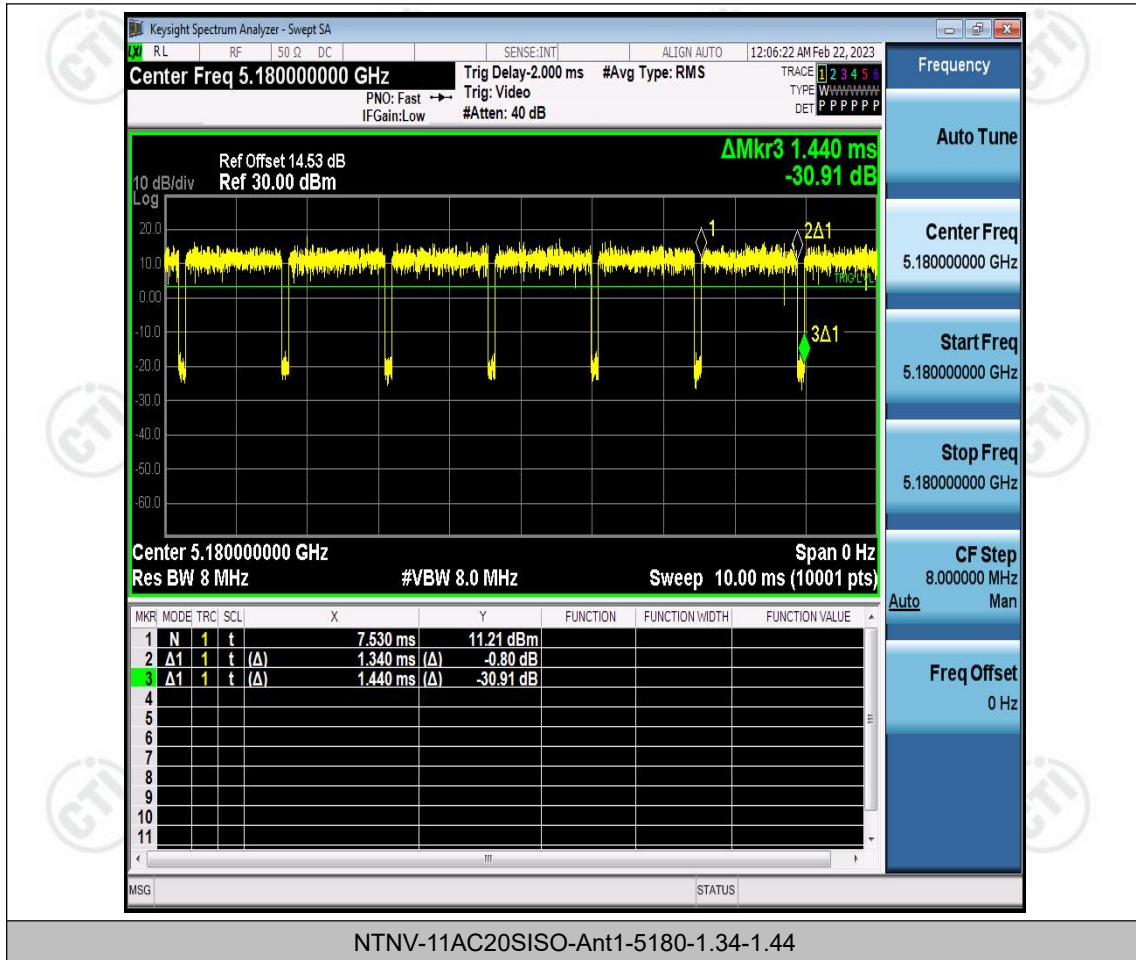 Keysight Spectrum Analyzer - Swept SA
LXI RL RF 50 Ω DC SENSE:INT ALIGN AUTO 12:06:22 AM Feb 22, 2023
Center Freq 5.180000000 GHz
PNO: Fast
IFGain:Low
Trig Delay-2.000 ms #Avg Type: RMS
Trig: Video
#Atten: 40 dB
TRACE 1 2 3 4 5 6
TYPE WWWWWWW
DET P P P P P P
ΔMkr3 1.440 ms
-30.91 dB
Ref Offset 14.53 dB
10 dB/div Ref 30.00 dBm
Log
20.0
10.0
0.00
-10.0
-20.0
-30.0
-40.0
-50.0
-60.0
1
2Δ1
3Δ1
Center 5.180000000 GHz Span 0 Hz
Res BW 8 MHz #VBW 8.0 MHz Sweep 10.00 ms (10001 pts)
MKR MODE TRC SCL X Y FUNCTION FUNCTION WIDTH FUNCTION VALUE
1 N 1 t 7.530 ms 11.21 dBm
2 Δ1 1 t (Δ) 1.340 ms (Δ) -0.80 dB
3 Δ1 1 t (Δ) 1.440 ms (Δ) -30.91 dB
4
5
6
7
8
9
10
11
MSG STATUS
Frequency
Auto Tune
Center Freq
5.180000000 GHz
Start Freq
5.180000000 GHz
Stop Freq
5.180000000 GHz
CF Step
8.000000 MHz
Auto Man
Freq Offset
0 Hz
NTNV-11AC20SISO-Ant1-5180-1.34-1.44
CTI
CTI
CTI
CTI
CTI
CTI